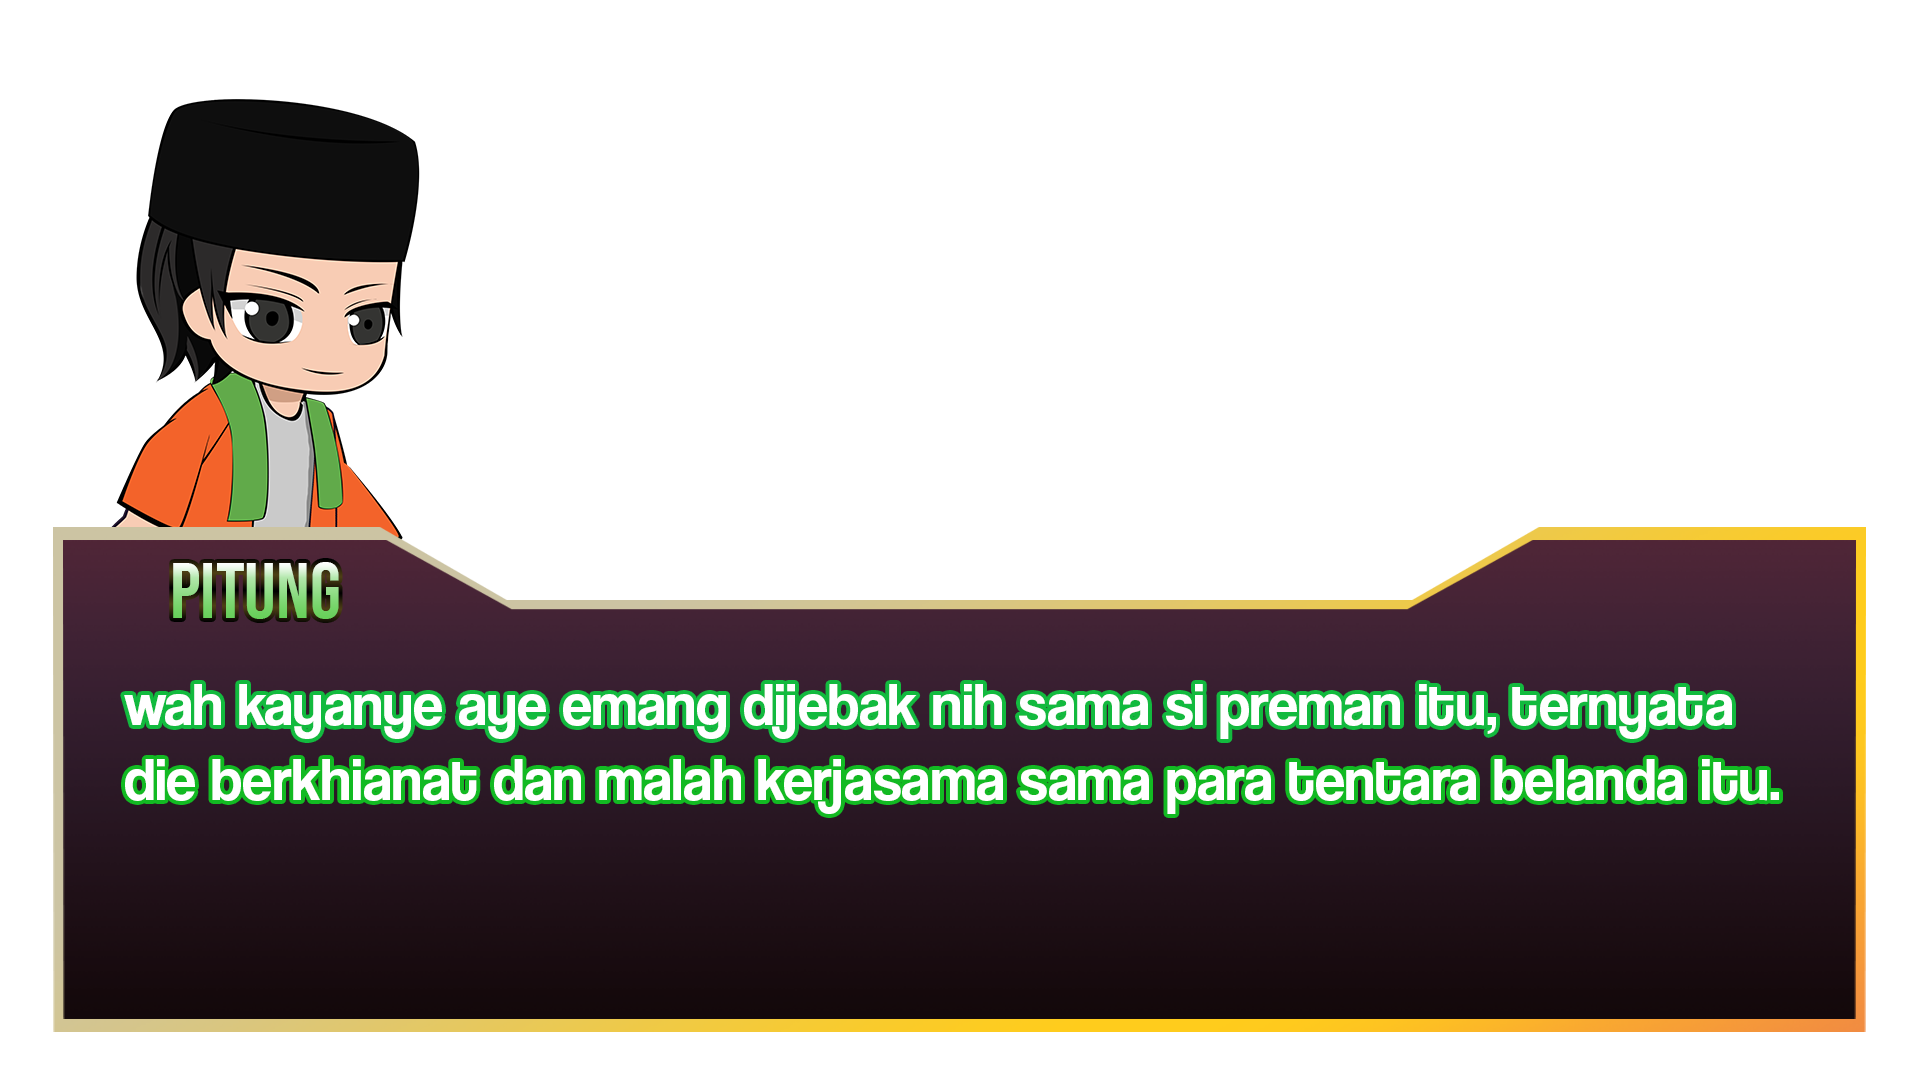 PITUNG
wah kayanye aye emang dijebak nih sama si preman itu, ternyata
die berkhianat dan malah kerjasama sama para tentara belanda itu.